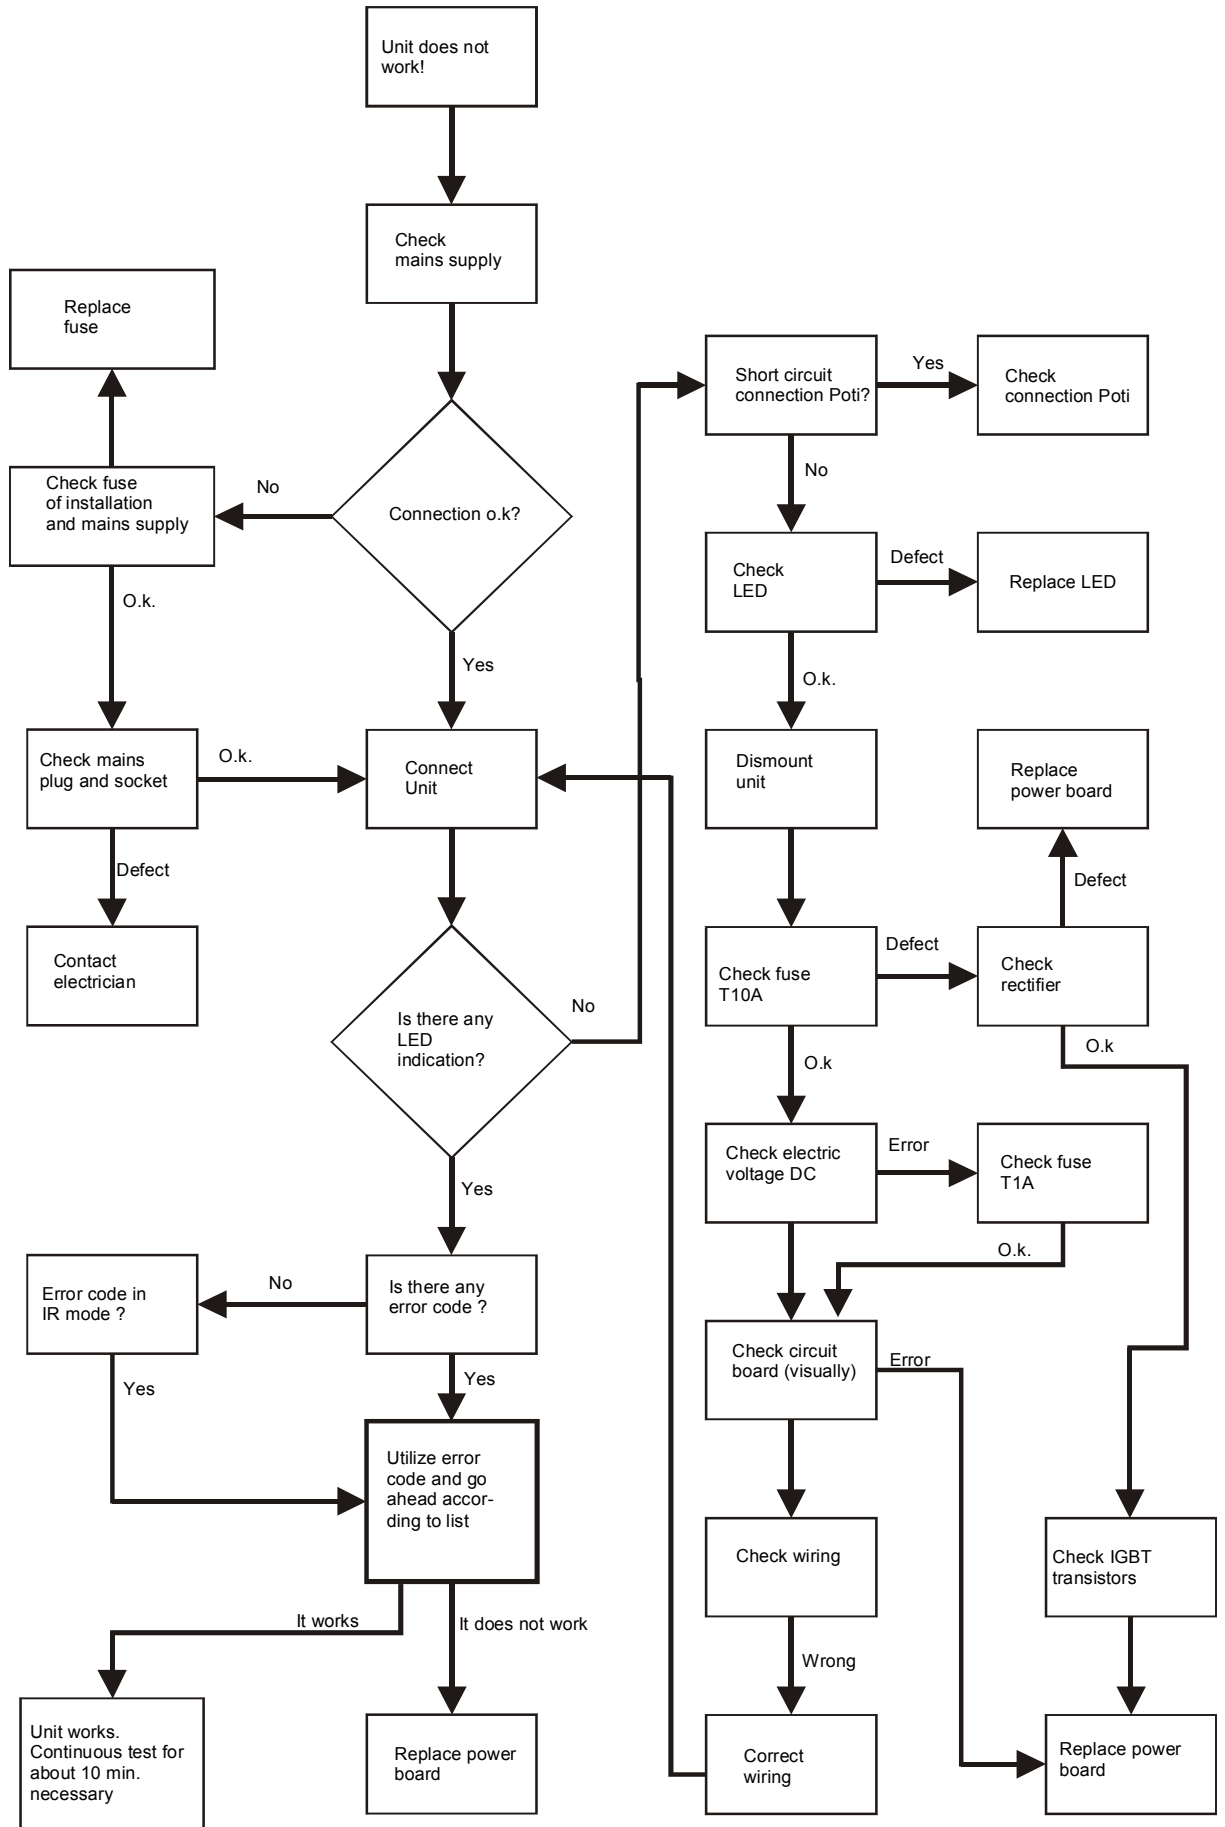 Unit does not
work!
Check
mains supply
Replace
fuse
Check fuse
of installation
and mains supply
No
Connection o.k?
O.k.
Yes
Check mains
plug and socket
O.k.
Connect
Unit
Defect
Contact
electrician
Is there any
LED
indication?
No
Yes
Error code in
IR mode ?
No
Is there any
error code ?
Yes
Yes
Utilize error
code and go
ahead accor-
ding to list
It works
It does not work
Unit works.
Continuous test for
about 10 min.
necessary
Replace power
board
Short circuit
connection Poti?
Yes
Check
connection Poti
No
Check
LED
Defect
Replace LED
O.k.
Dismount
unit
Replace
power board
Defect
Check fuse
T10A
Defect
Check
rectifier
O.k
O.k
Check electric
voltage DC
Error
Check fuse
T1A
O.k.
Check circuit
board (visually)
Error
Check wiring
Check IGBT
transistors
Wrong
Correct
wiring
Replace power
board